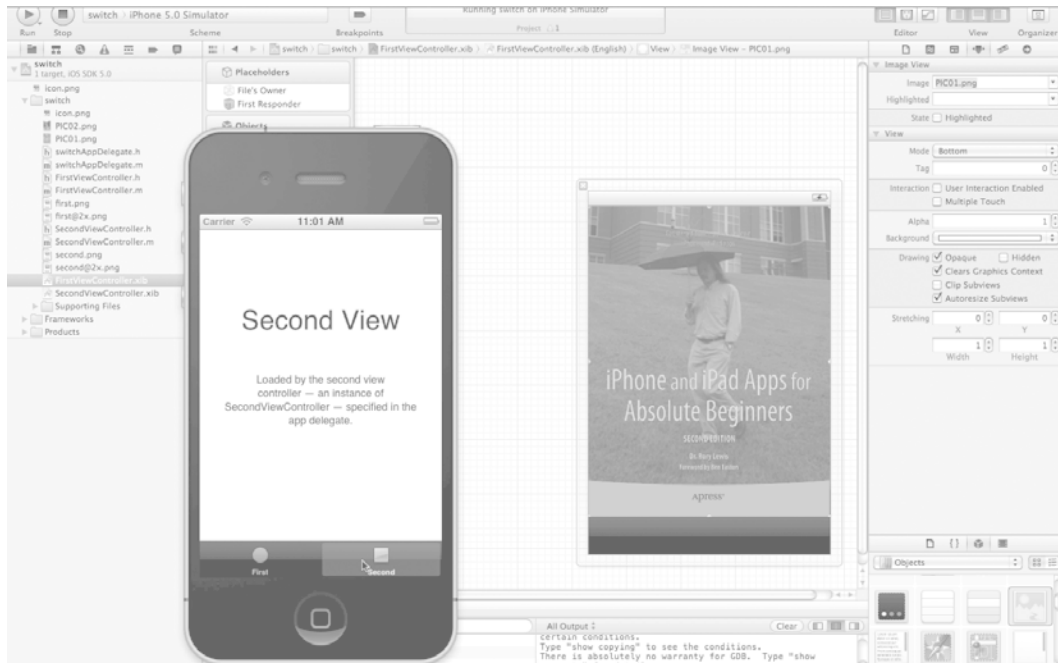 Running switch on iPhone Simulator
Project 1
switch iPhone 5.0 Simulator
Run Stop Scheme Breakpoints Editor View Organizer
switch switch FirstViewController.xib FirstViewController.xib (English) View Image View - PIC01.png
switch
1 target, iOS SDK 5.0
icon.png
switch
icon.png
PIC02.png
PIC01.png
switchAppDelegate.h
switchAppDelegate.m
FirstViewController.h
FirstViewController.m
first.png
first@2x.png
SecondViewController.h
SecondViewController.m
second.png
second@2x.png
FirstViewController.xib
SecondViewController.xib
Supporting Files
Frameworks
Products
Placeholders
File's Owner
First Responder
Objects
Carrier 11:01 AM
Second View
Loaded by the second view
controller — an instance of
SecondViewController — specified in the
app delegate.
First Second
iPhone and iPad Apps for
Absolute Beginners
SECOND EDITION
Dr. Rory Lewis
Apress®
All Output Clear
certain conditions.
Type "show copying" to see the conditions.
There is absolutely no warranty for GDB. Type "show
Image View
Image PIC01.png
Highlighted
State Highlighted
View
Mode Bottom
Tag 0
Interaction User Interaction Enabled
Multiple Touch
Alpha 1
Background
Drawing Opaque Hidden
Clears Graphics Context
Clip Subviews
Autoresize Subviews
Stretching 0 0
X Y
1 1
Width Height
Objects